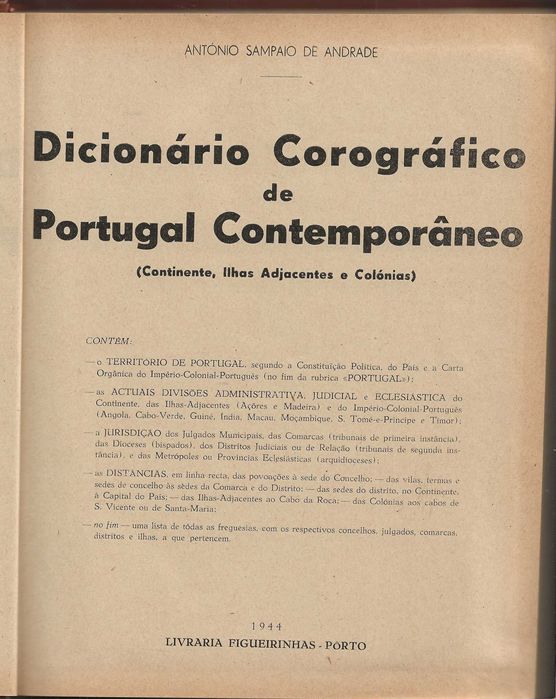 ANTÓNIO SAMPAIO DE ANDRADE
Dicionário Corográfico
de
Portugal Contemporâneo
(Continente, Ilhas Adjacentes e Colónias)
CONTÉM:
— o TERRITÓRIO DE PORTUGAL, segundo a Constituição Política, do País e a Carta
Orgânica do Império-Colonial-Português (no fim da rubrica «PORTUGAL»);
— as ACTUAIS DIVISÕES ADMINISTRATIVA, JUDICIAL E ECLESIÁSTICA do
Continente, das Ilhas-Adjacentes (Açôres e Madeira) e do Império-Colonial-Português
(Angola, Cabo-Verde, Guiné, Índia, Macau, Moçambique, S. Tomé-e-Príncipe e Timor);
— a JURISDIÇÃO dos Julgados Municipais, das Comarcas (tribunais de primeira instância),
das Dioceses (bispados), dos Distritos Judiciais ou de Relação (tribunais de segunda ins-
tância), e das Metrópoles ou Províncias Eclesiásticas (arquidioceses);
— as DISTÂNCIAS, em linha recta, das povoações à sede do Concelho; — das vilas, termas e
sedes de concelho às sèdes da Comarca e do Distrito; — das sedes do distrito, no Continente,
à Capital do País; — das Ilhas-Adjacentes ao Cabo da Roca; — das Colónias aos cabos de
S. Vicente ou de Santa-Maria;
— no fim — uma lista de tôdas as freguesias, com os respectivos concelhos, julgados, comarcas,
distritos e ilhas, a que pertencem.
1944
LIVRARIA FIGUEIRINHAS - PÔRTO